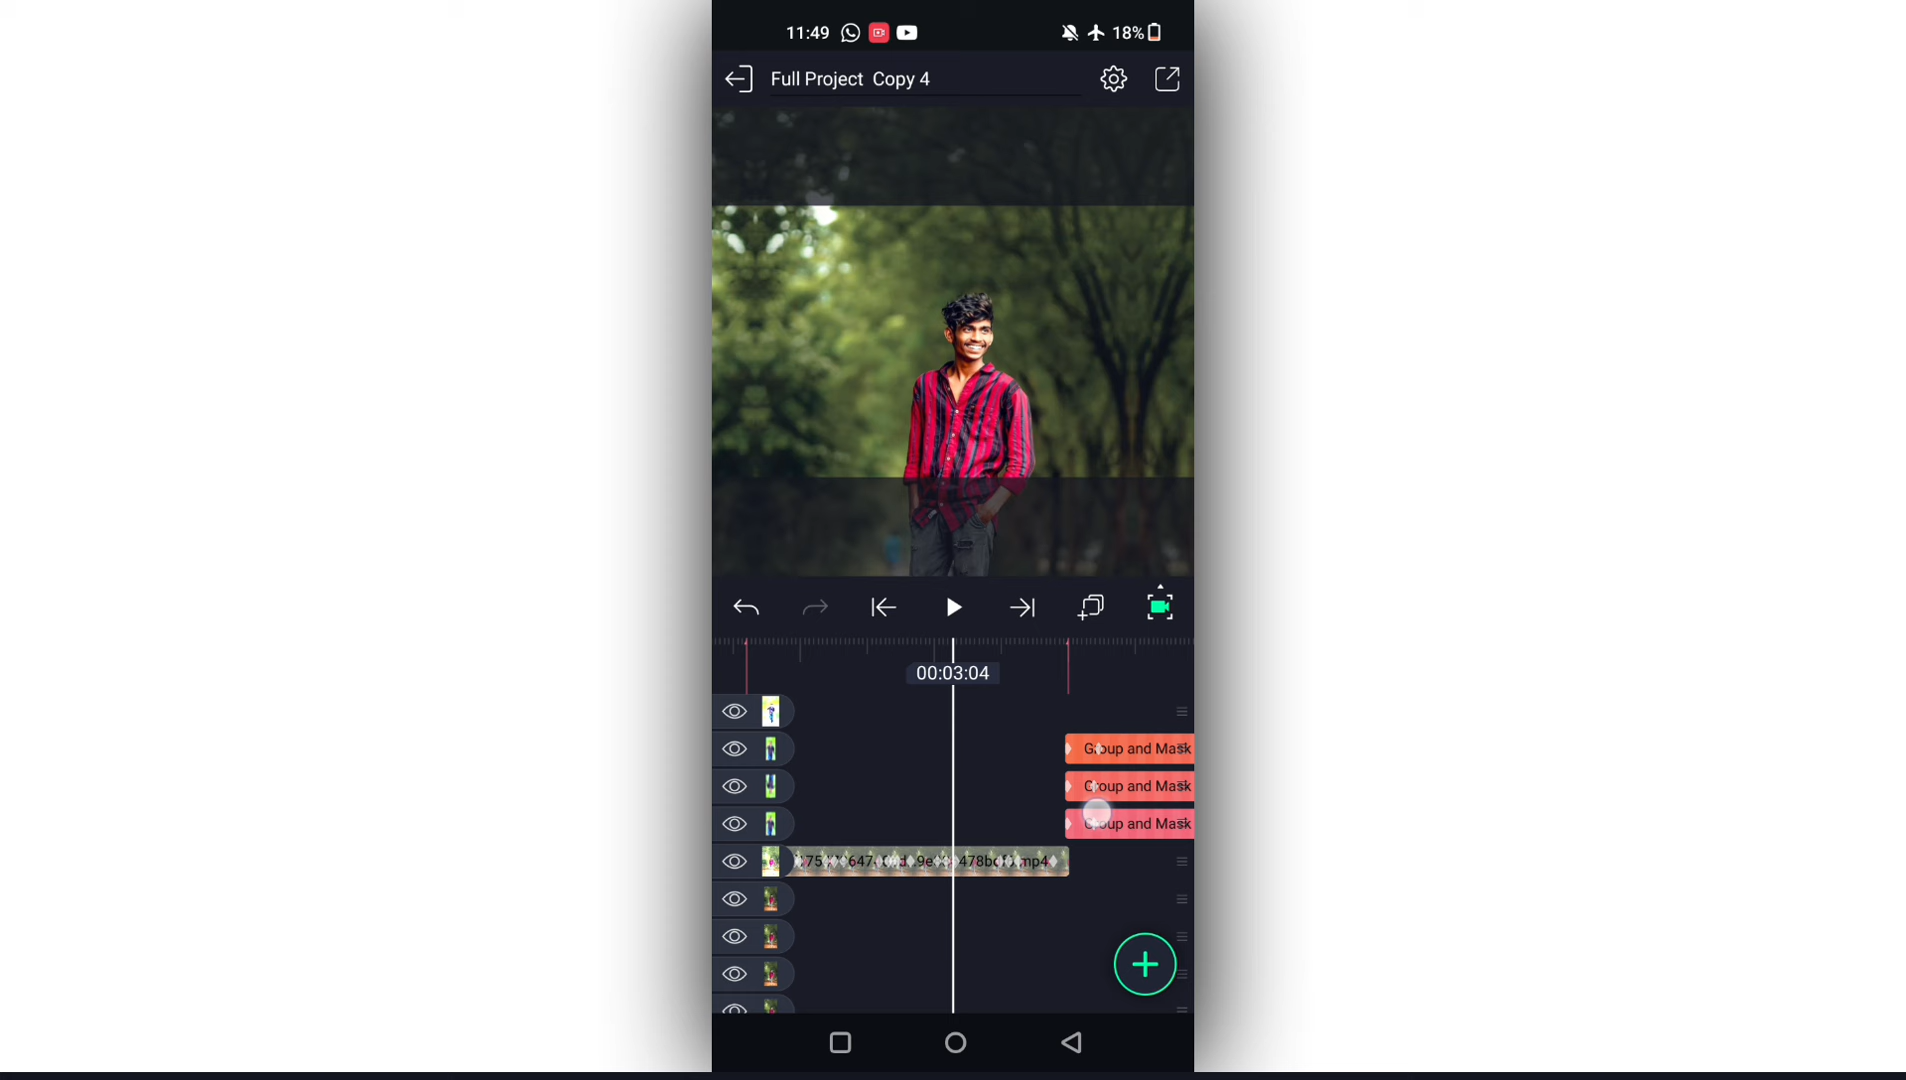 11:49
18%
Full Project Copy 4
00:03:04
Group and Mask
Group and Mask
Group and Mask